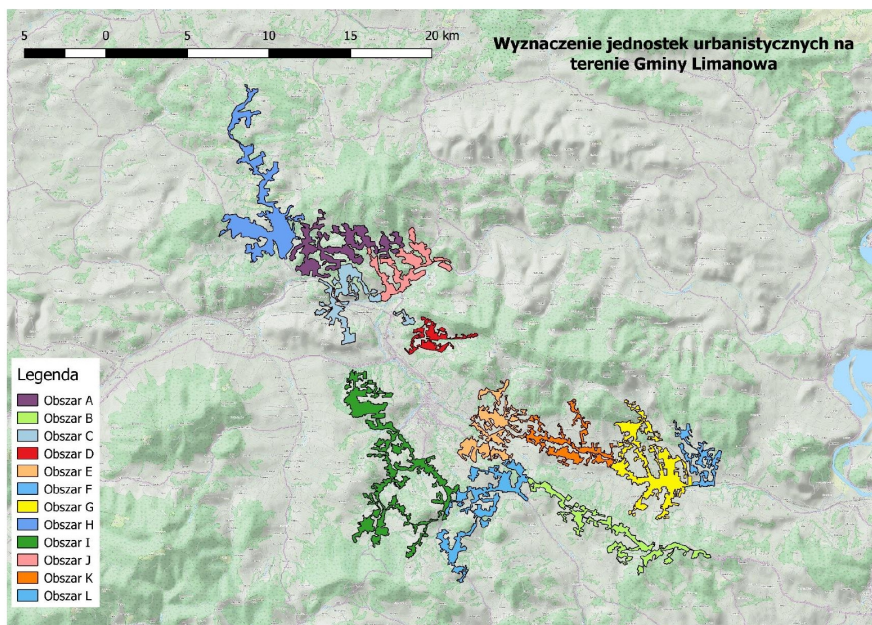 5 0 5 10 15 20 km
Wyznaczenie jednostek urbanistycznych na
terenie Gminy Limanowa
Legenda
Obszar A
Obszar B
Obszar C
Obszar D
Obszar E
Obszar F
Obszar G
Obszar H
Obszar I
Obszar J
Obszar K
Obszar L